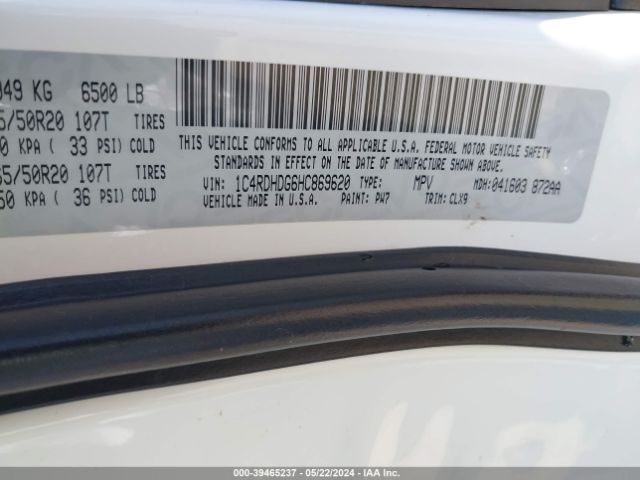 049 KG 6500 LB
5/50R20 107T TIRES
0 KPA ( 33 PSI) COLD
65/50R20 107T TIRES
50 KPA ( 36 PSI) COLD
THIS VEHICLE CONFORMS TO ALL APPLICABLE U.S.A. FEDERAL MOTOR VEHICLE SAFETY
STANDARDS IN EFFECT ON THE DATE OF MANUFACTURE SHOWN ABOVE.
VIN: 1C4RDHDG6HC869620 TYPE: MPV MDH:041603 872AA
VEHICLE MADE IN U.S.A. PAINT: PW7 TRIM: CLX9
000-39465237 - 05/22/2024 - IAA